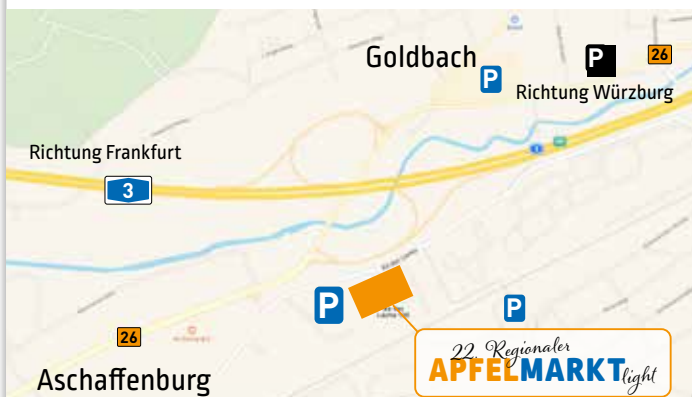 Goldbach
P
P
26
Richtung Würzburg
Richtung Frankfurt
3
P
P
26
22. Regionaler
APFELMARKT light
Aschaffenburg